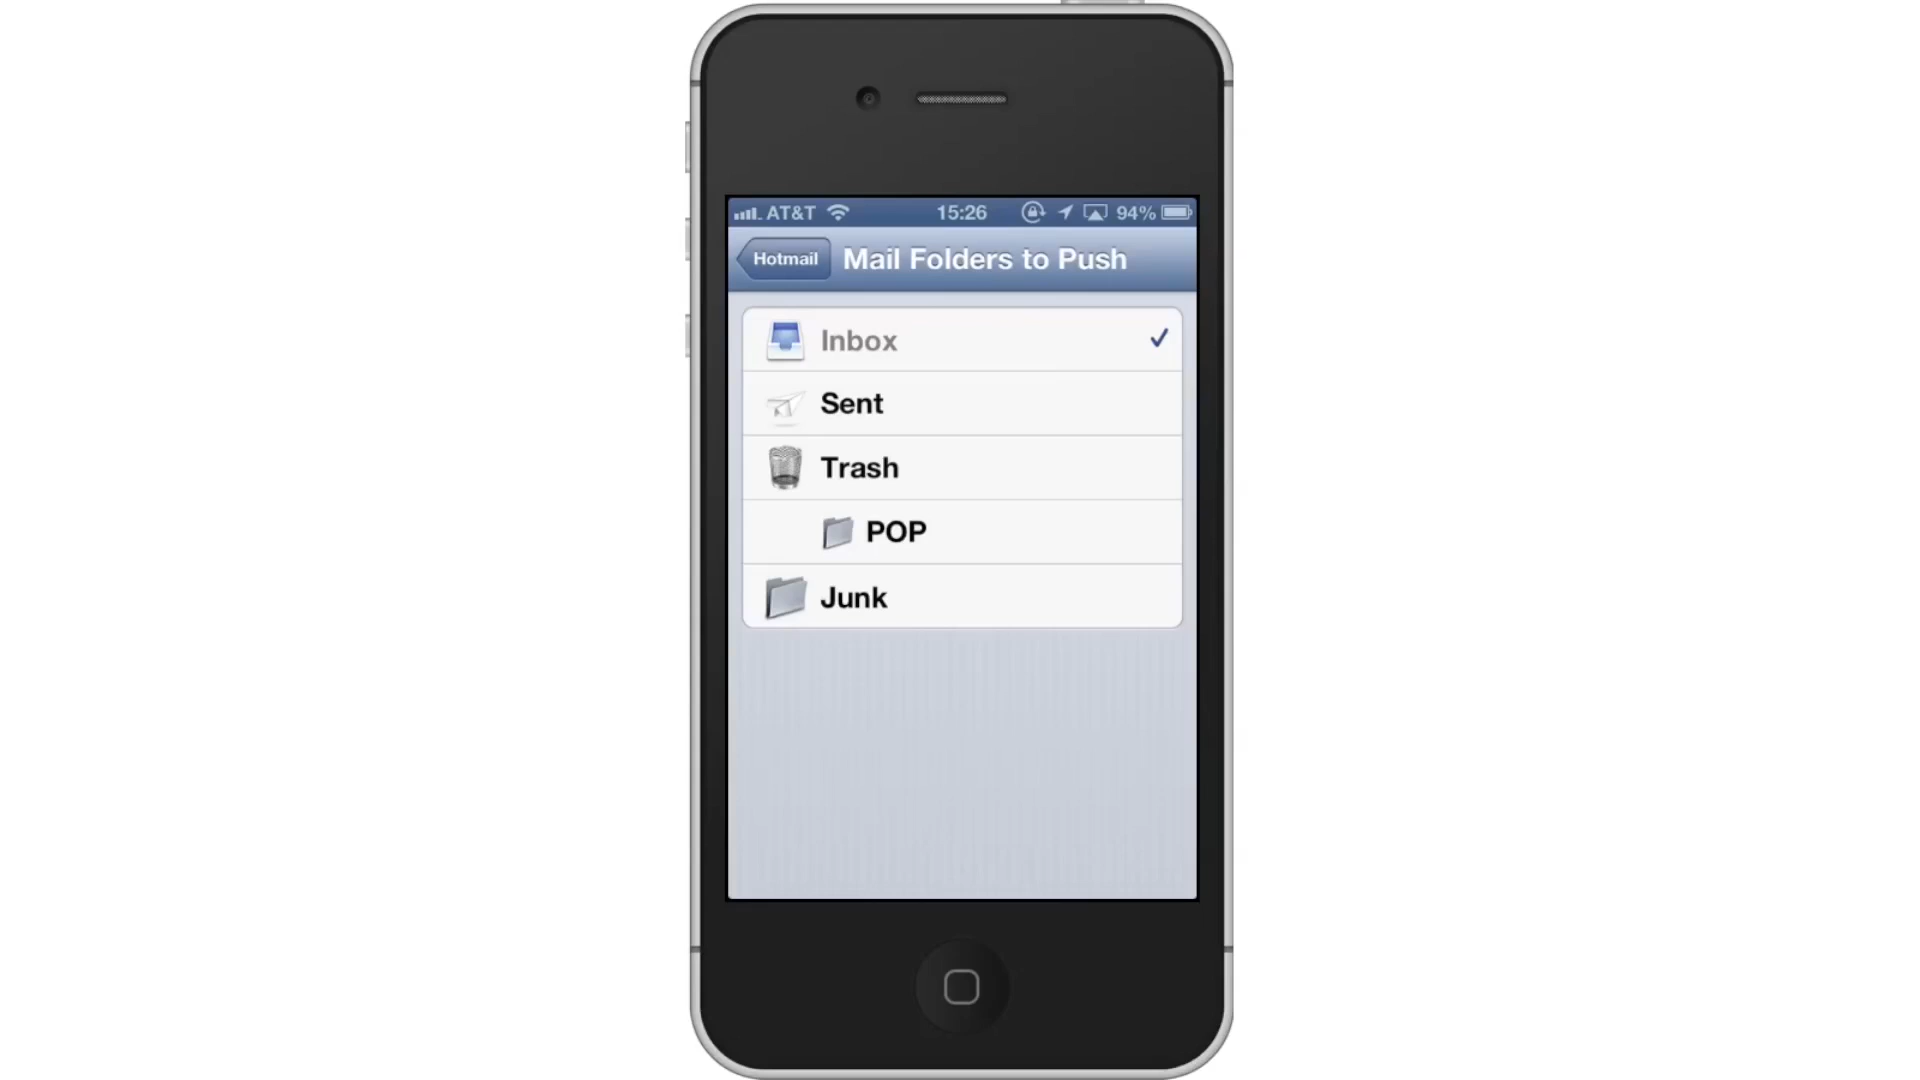 AT&T 15:26 94%
Hotmail Mail Folders to Push
Inbox
Sent
Trash
POP
Junk